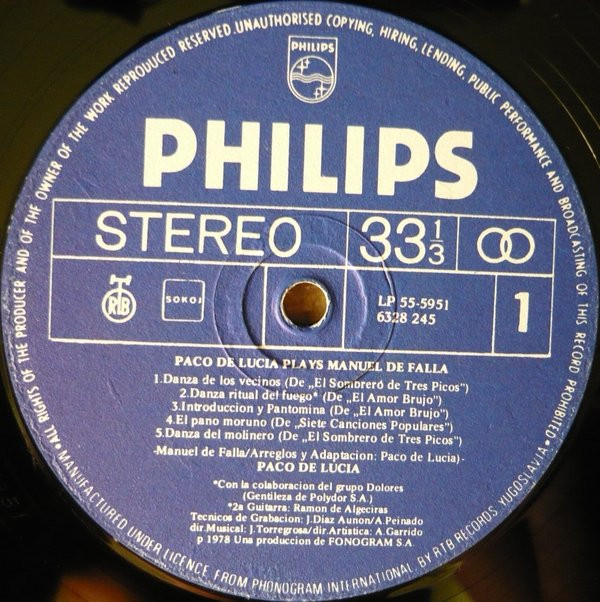 ALL RIGHTS OF THE PRODUCER AND OF THE OWNER OF THE WORK REPRODUCED RESERVED. UNAUTHORISED COPYING, HIRING, LENDING, PUBLIC PERFORMANCE AND BROADCASTING OF THIS RECORD PROHIBITED •
PHILIPS
PHILIPS
STEREO 33 1/3
RTB SOKOJ LP 55-5951 1
6328 245
PACO DE LUCIA PLAYS MANUEL DE FALLA
1.Danza de los vecinos (De „El Sombreró de Tres Picos")
2.Danza ritual del fuego* (De „El Amor Brujo")
3.Introduccion y Pantomina (De „El Amor Brujo")
4.El pano moruno (De „Siete Canciones Populares")
5.Danza del molinero (De „El Sombrero de Tres Picos")
-Manuel de Falla/Arreglos y Adaptacion: Paco de Lucia)-
PACO DE LUCIA
*Con la colaboracion del grupo Dolores
(Gentileza de Polydor S.A.)
*2a Guitarra: Ramon de Algeciras
Tecnicos de Grabacion: J.Diaz Aunon/A.Peinado
dir.Musical: J.Torregrosa/dir.Artistica: A.Garrido
p 1978 Una produccion de FONOGRAM S.A.
• MANUFACTURED UNDER LICENCE FROM PHONOGRAM INTERNATIONAL BY RTB RECORDS YUGOSLAVIA •